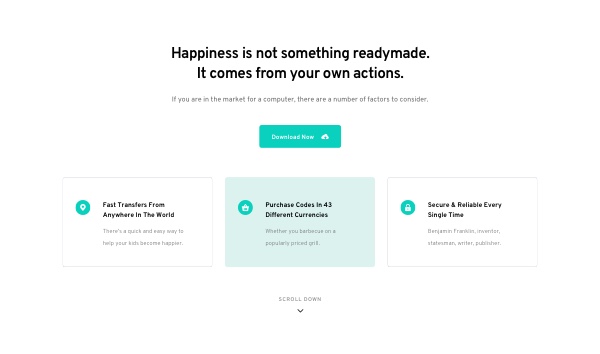 Happiness is not something readymade.
It comes from your own actions.
If you are in the market for a computer, there are a number of factors to consider.
Download Now
Fast Transfers From
Anywhere In The World
There's a quick and easy way to
help your kids become happier.
Purchase Codes In 43
Different Currencies
Whether you barbecue on a
popularly priced grill.
Secure & Reliable Every
Single Time
Benjamin Franklin, inventor,
statesman, writer, publisher.
SCROLL DOWN